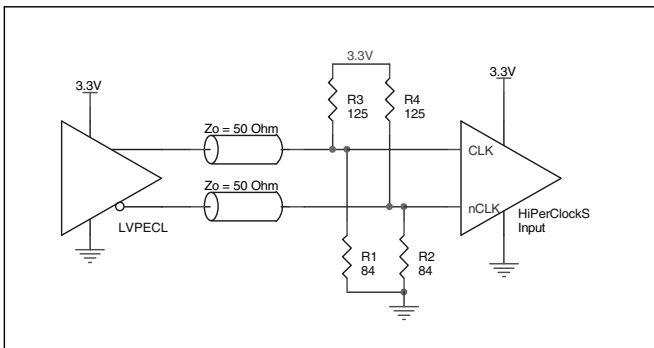 3.3V
3.3V
3.3V
R3
125
R4
125
Zo = 50 Ohm
CLK
Zo = 50 Ohm
nCLK
HiPerClockS
Input
LVPECL
R1
84
R2
84